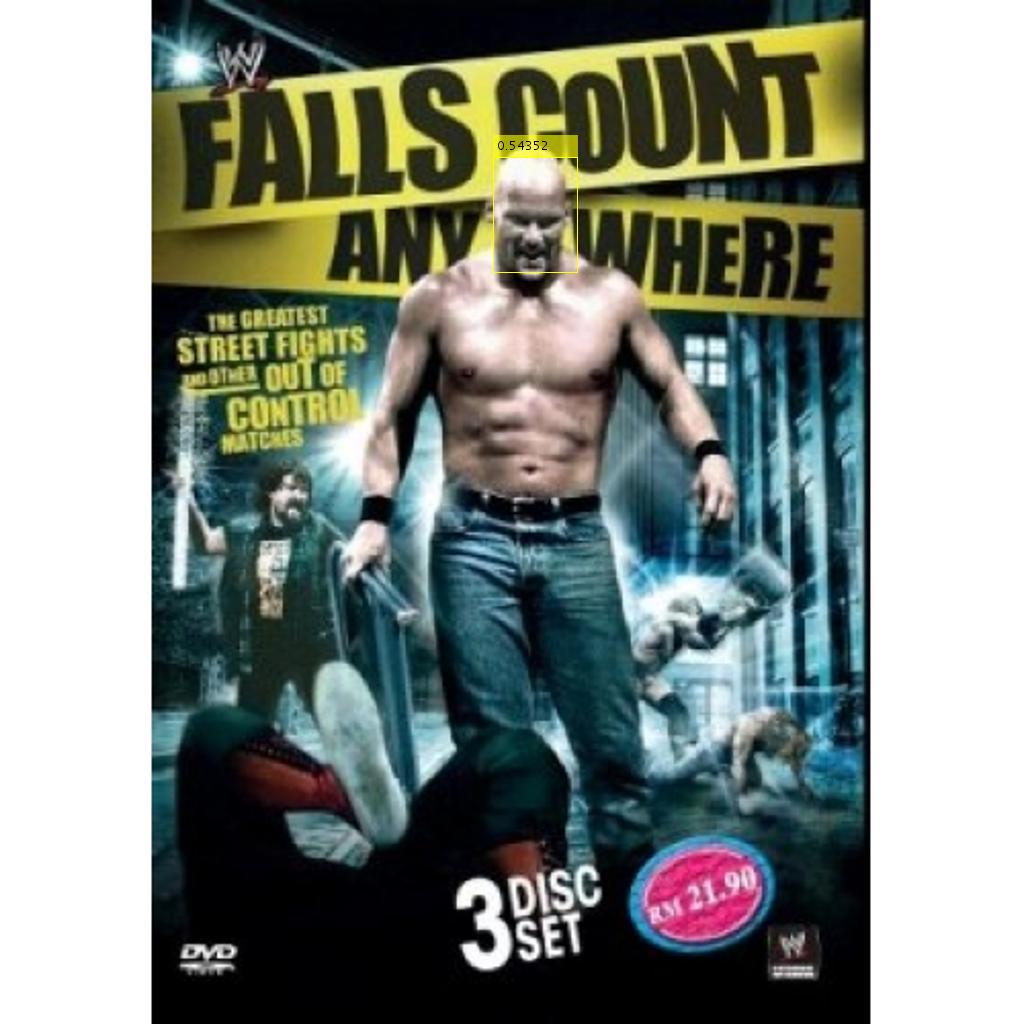 W
FALLS COUNT
0.54352
ANYWHERE
THE GREATEST
STREET FIGHTS
AND OTHER OUT OF
CONTROL
MATCHES
3 DISC
SET
RM 21.90
DVD
VIDEO
W